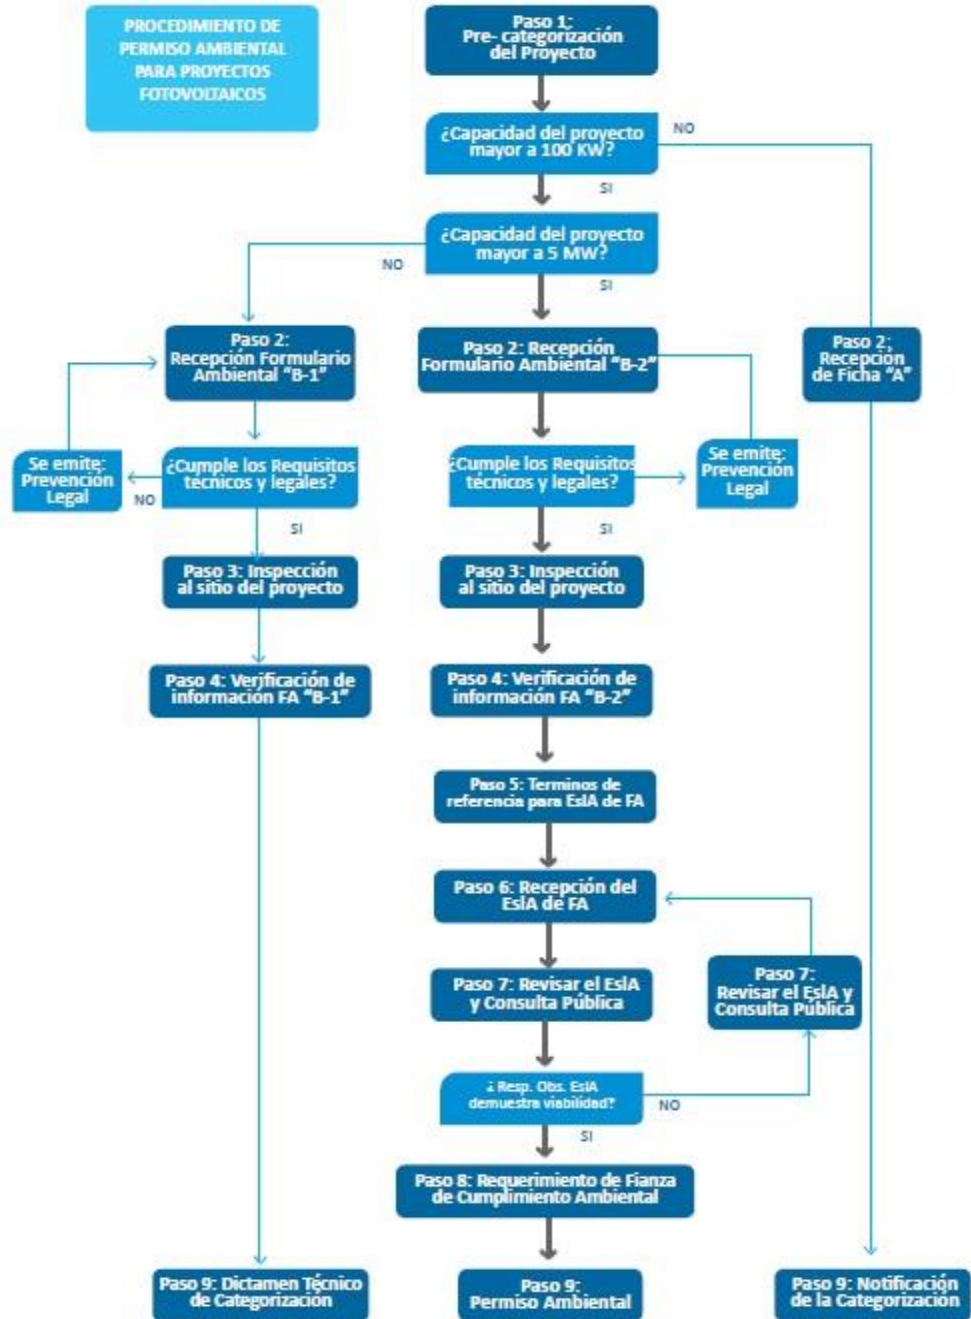 PROCEDIMIENTO DE
PERMISO AMBIENTAL
PARA PROYECTOS
FOTOVOLTAICOS
Paso 1:
Pre- categorización
del Proyecto
¿Capacidad del proyecto
mayor a 100 KW?
NO
SI
¿Capacidad del proyecto
mayor a 5 MW?
NO
SI
Paso 2:
Recepción Formulario
Ambiental "B-1"
Paso 2: Recepción
Formulario Ambiental "B-2"
Paso 2;
Recepción
de Ficha "A"
Se emite:
Prevención
Legal
NO
¿Cumple los Requisitos
técnicos y legales?
SI
¿Cumple los Requisitos
técnicos y legales?
SI
Se emite:
Prevención
Legal
Paso 3: Inspección
al sitio del proyecto
Paso 3: Inspección
al sitio del proyecto
Paso 4: Verificación de
información FA "B-1"
Paso 4: Verificación de
información FA "B-2"
Paso 5: Terminos de
referencia para EsIA de FA
Paso 6: Recepción del
EsIA de FA
Paso 7: Revisar el EsIA
y Consulta Pública
Paso 7:
Revisar el EsIA y
Consulta Pública
¿ Resp. Obs. EsIA
demuestra viabilidad?
NO
SI
Paso 8: Requerimiento de Fianza
de Cumplimiento Ambiental
Paso 9: Dictamen Técnico
de Categorización
Paso 9:
Permiso Ambiental
Paso 9: Notificación
de la Categorización